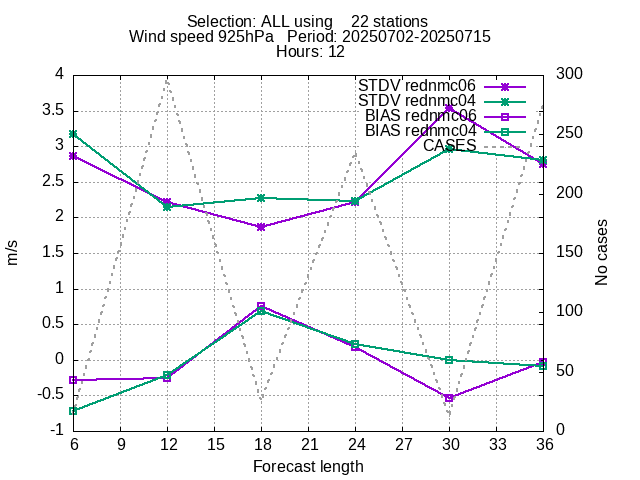 Selection: ALL using    22 stations
Wind speed 925hPa   Period: 20250702-20250715
Hours: 12
STDV rednmc06
STDV rednmc04
BIAS rednmc06
BIAS rednmc04
CASES
4
3.5
3
2.5
2
1.5
1
0.5
0
-0.5
-1
m/s
300
250
200
150
100
50
0
No cases
6 9 12 15 18 21 24 27 30 33 36
Forecast length